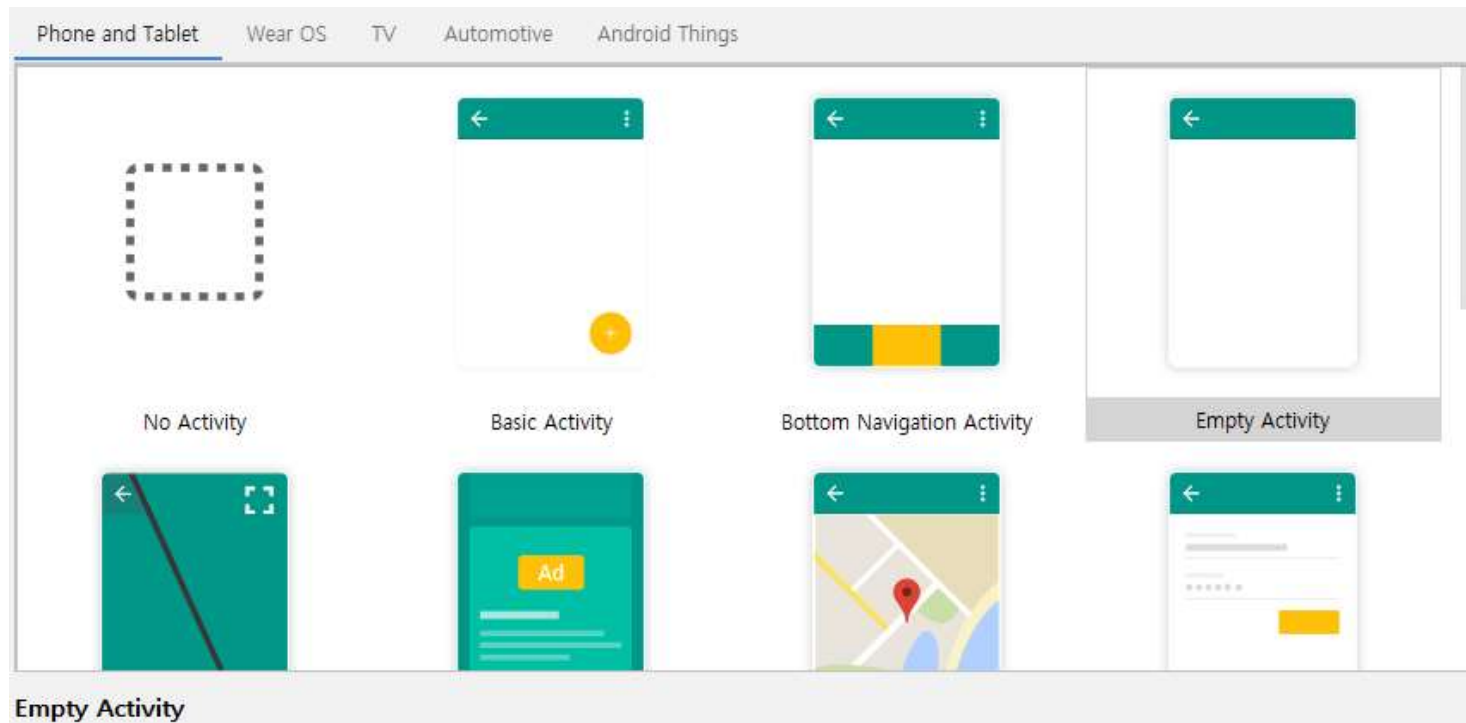 Phone and Tablet Wear OS TV Automotive Android Things
No Activity Basic Activity Bottom Navigation Activity Empty Activity
Ad
Empty Activity